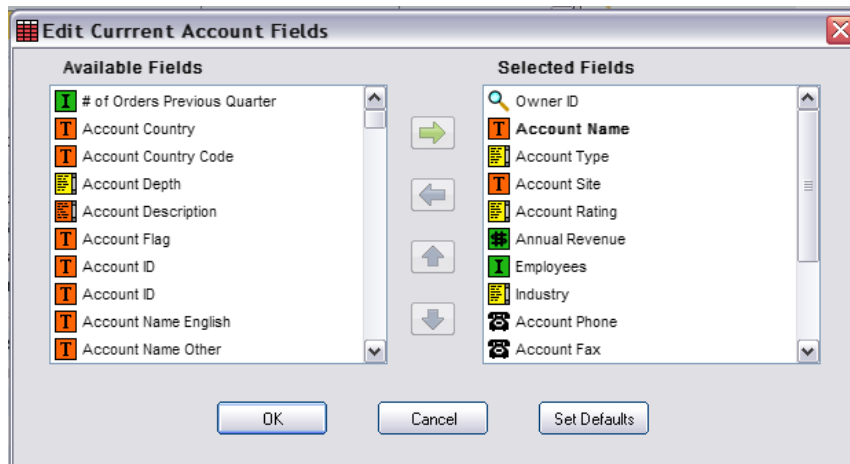 Edit Currrent Account Fields
Available Fields
# of Orders Previous Quarter
Account Country
Account Country Code
Account Depth
Account Description
Account Flag
Account ID
Account ID
Account Name English
Account Name Other
Selected Fields
Owner ID
Account Name
Account Type
Account Site
Account Rating
Annual Revenue
Employees
Industry
Account Phone
Account Fax
OK
Cancel
Set Defaults